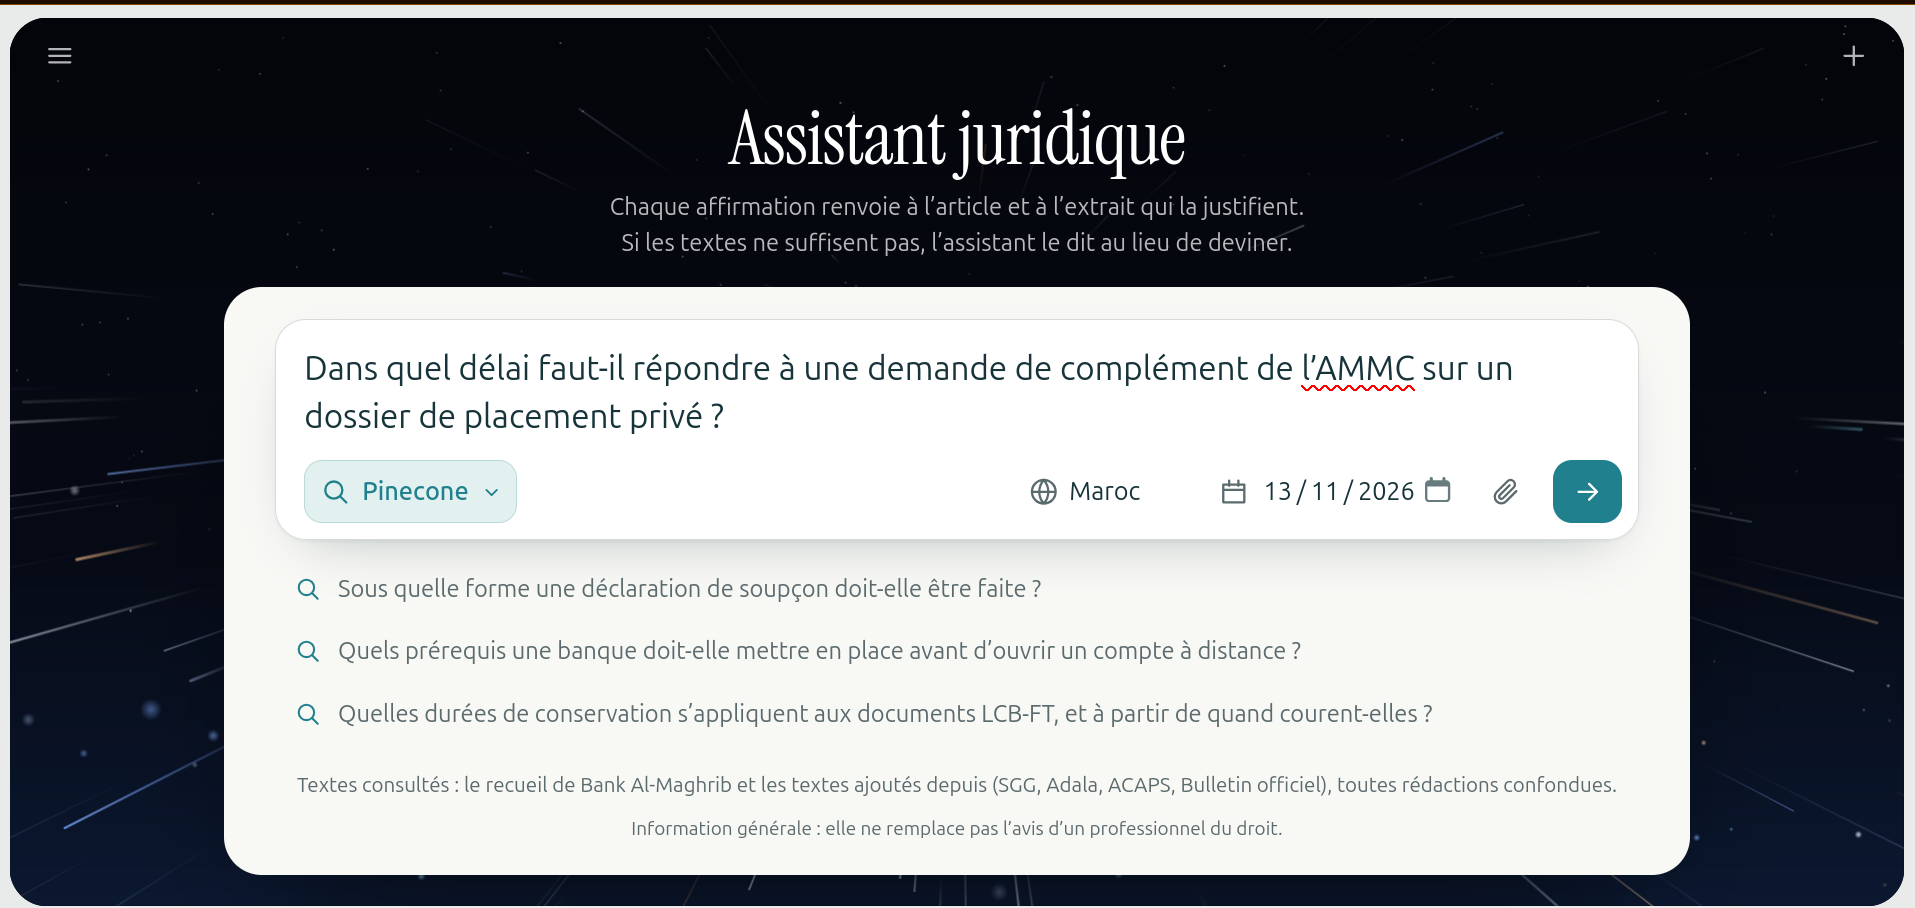 Assistant juridique
Chaque affirmation renvoie à l’article et à l’extrait qui la justifient.
Si les textes ne suffisent pas, l’assistant le dit au lieu de deviner.
Dans quel délai faut-il répondre à une demande de complément de l’AMMC sur un
dossier de placement privé ?
Pinecone
Maroc
13 / 11 / 2026
Sous quelle forme une déclaration de soupçon doit-elle être faite ?
Quels prérequis une banque doit-elle mettre en place avant d’ouvrir un compte à distance ?
Quelles durées de conservation s’appliquent aux documents LCB-FT, et à partir de quand courent-elles ?
Textes consultés : le recueil de Bank Al-Maghrib et les textes ajoutés depuis (SGG, Adala, ACAPS, Bulletin officiel), toutes rédactions confondues.
Information générale : elle ne remplace pas l’avis d’un professionnel du droit.